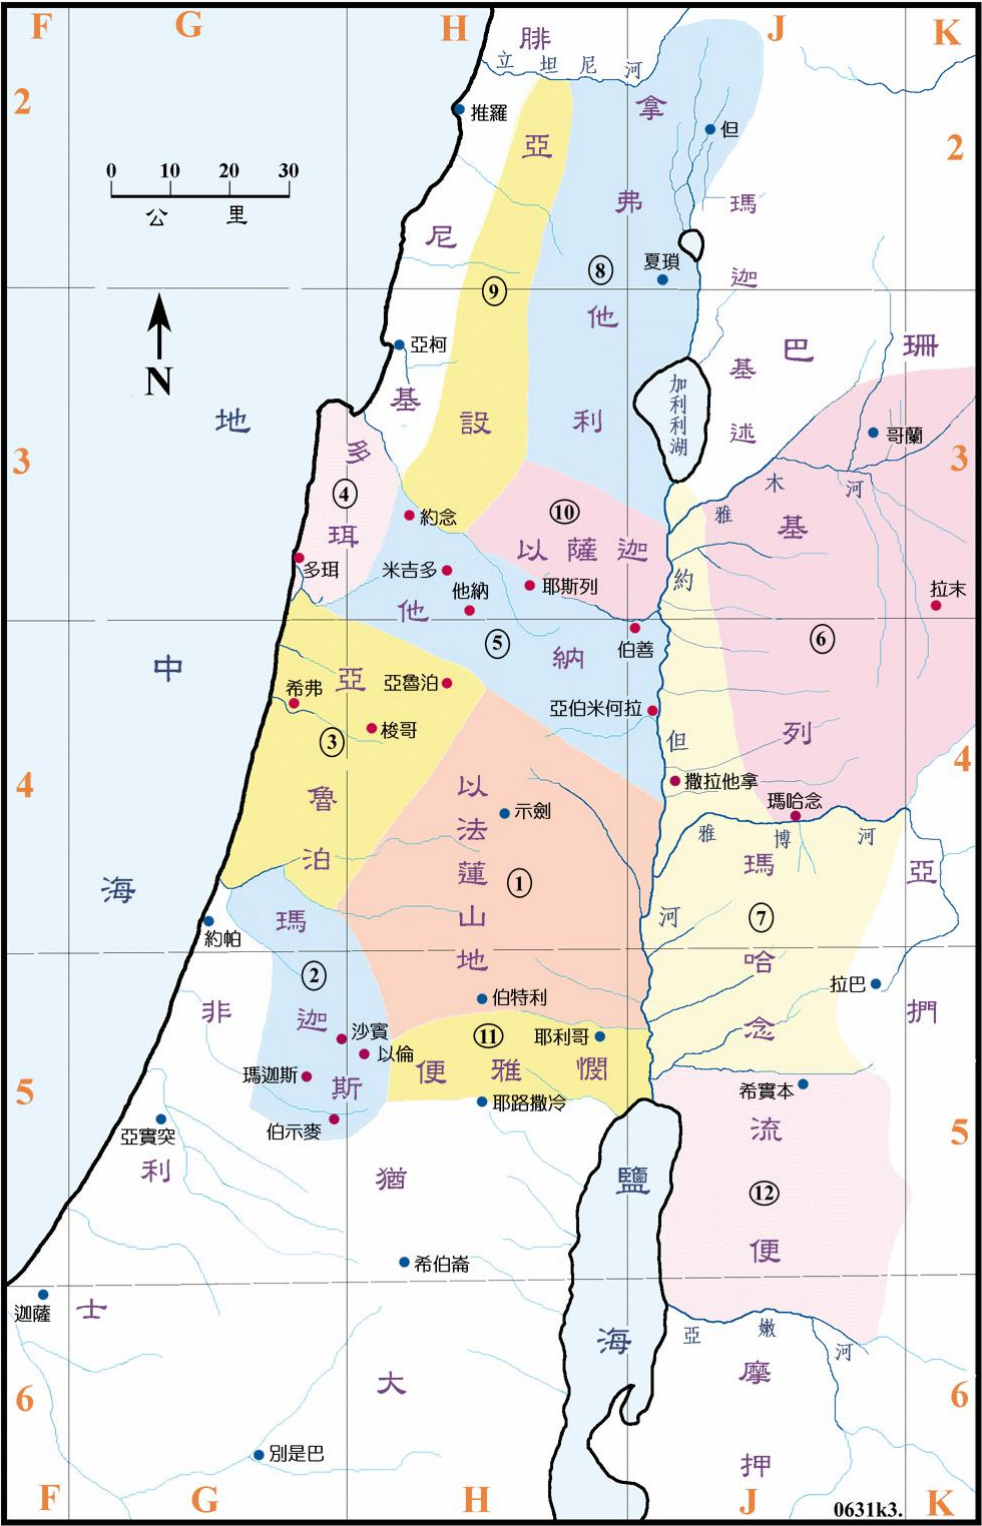 F G H J K
腓
立坦尼河
2
推羅
亞
拿
但
2
0 10 20 30
公里
弗
瑪
尼
⑧
夏瑣
迦
⑨
N
他
亞柯
基
巴珊
地
基
設
利
加利利湖
述
哥蘭
3
多
3
④
木河
約念
⑩
雅
基
珥
以薩迦
多珥
米吉多
他納
耶斯列
約
拉末
他
⑤
伯善
⑥
中
納
希弗
亞
亞魯泊
亞伯米何拉
③
梭哥
但
列
4
4
以法蓮山地
示劍
撒拉他拿
瑪哈念
魯
雅博河
泊
①
瑪
亞
海
約帕
瑪
河
⑦
②
哈
非
迦
伯特利
拉巴
捫
沙賓
⑪
耶利哥
念
以倫
瑪迦斯
斯
便雅憫
5
希實本
伯示麥
耶路撒冷
亞實突
流
5
利
猶
鹽
⑫
便
希伯崙
迦薩
士
海
亞嫩河
大
摩
6
6
別是巴
押
0631k3.
F G H J K